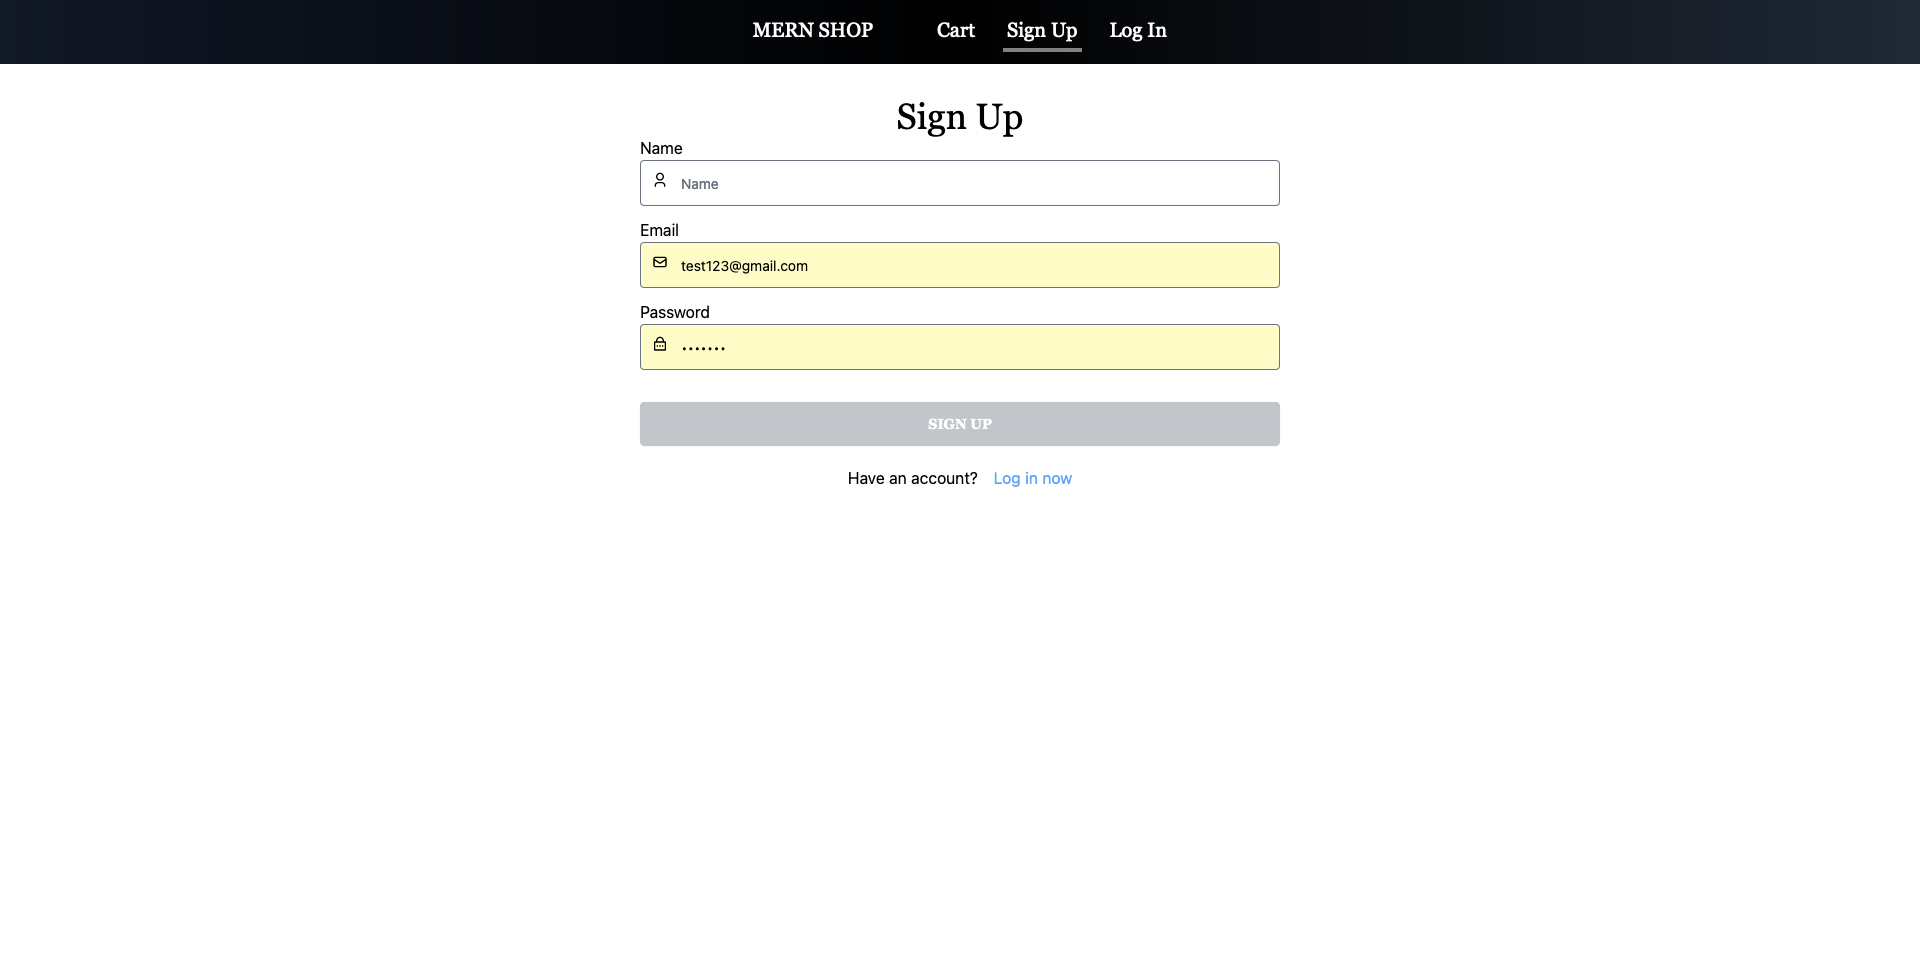 MERN SHOP Cart Sign Up Log In
Sign Up
Name
Name
Email
test123@gmail.com
Password
•••••••
SIGN UP
Have an account? Log in now